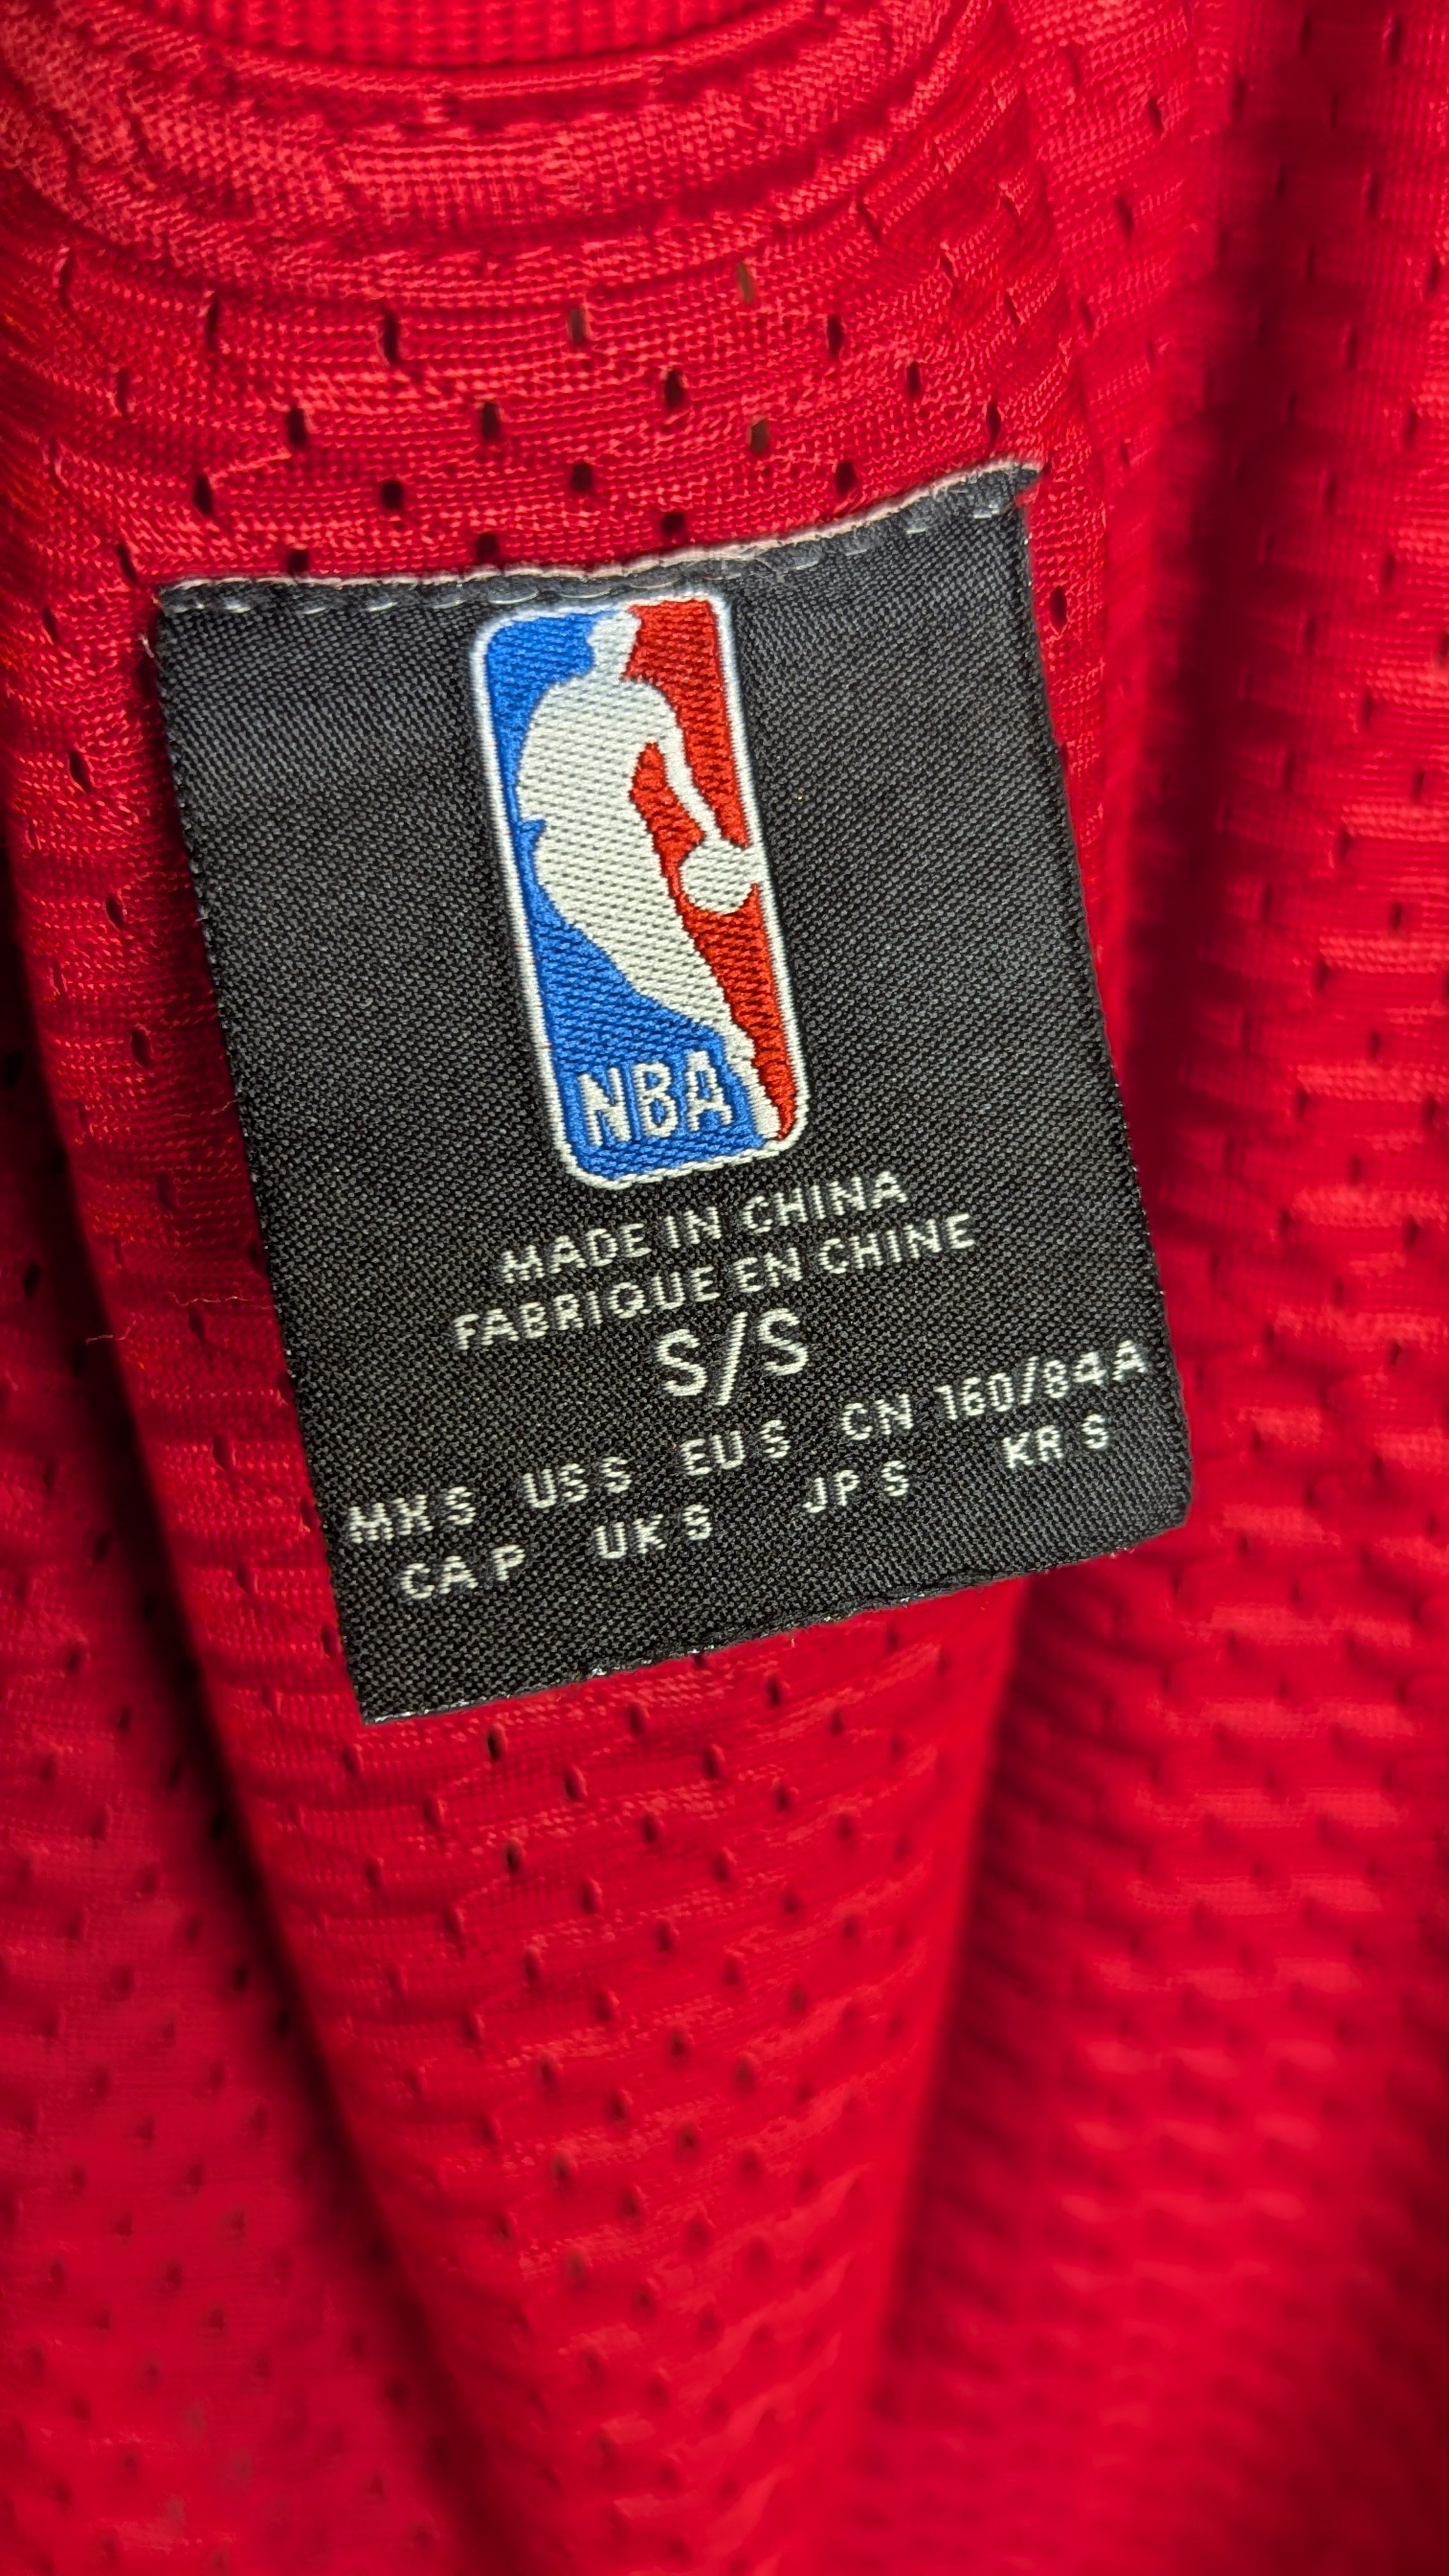 NBA
MADE IN CHINA
FABRIQUE EN CHINE
S/S
MX S US S EU S CN 160/84A
CA P UK S JP S KR S